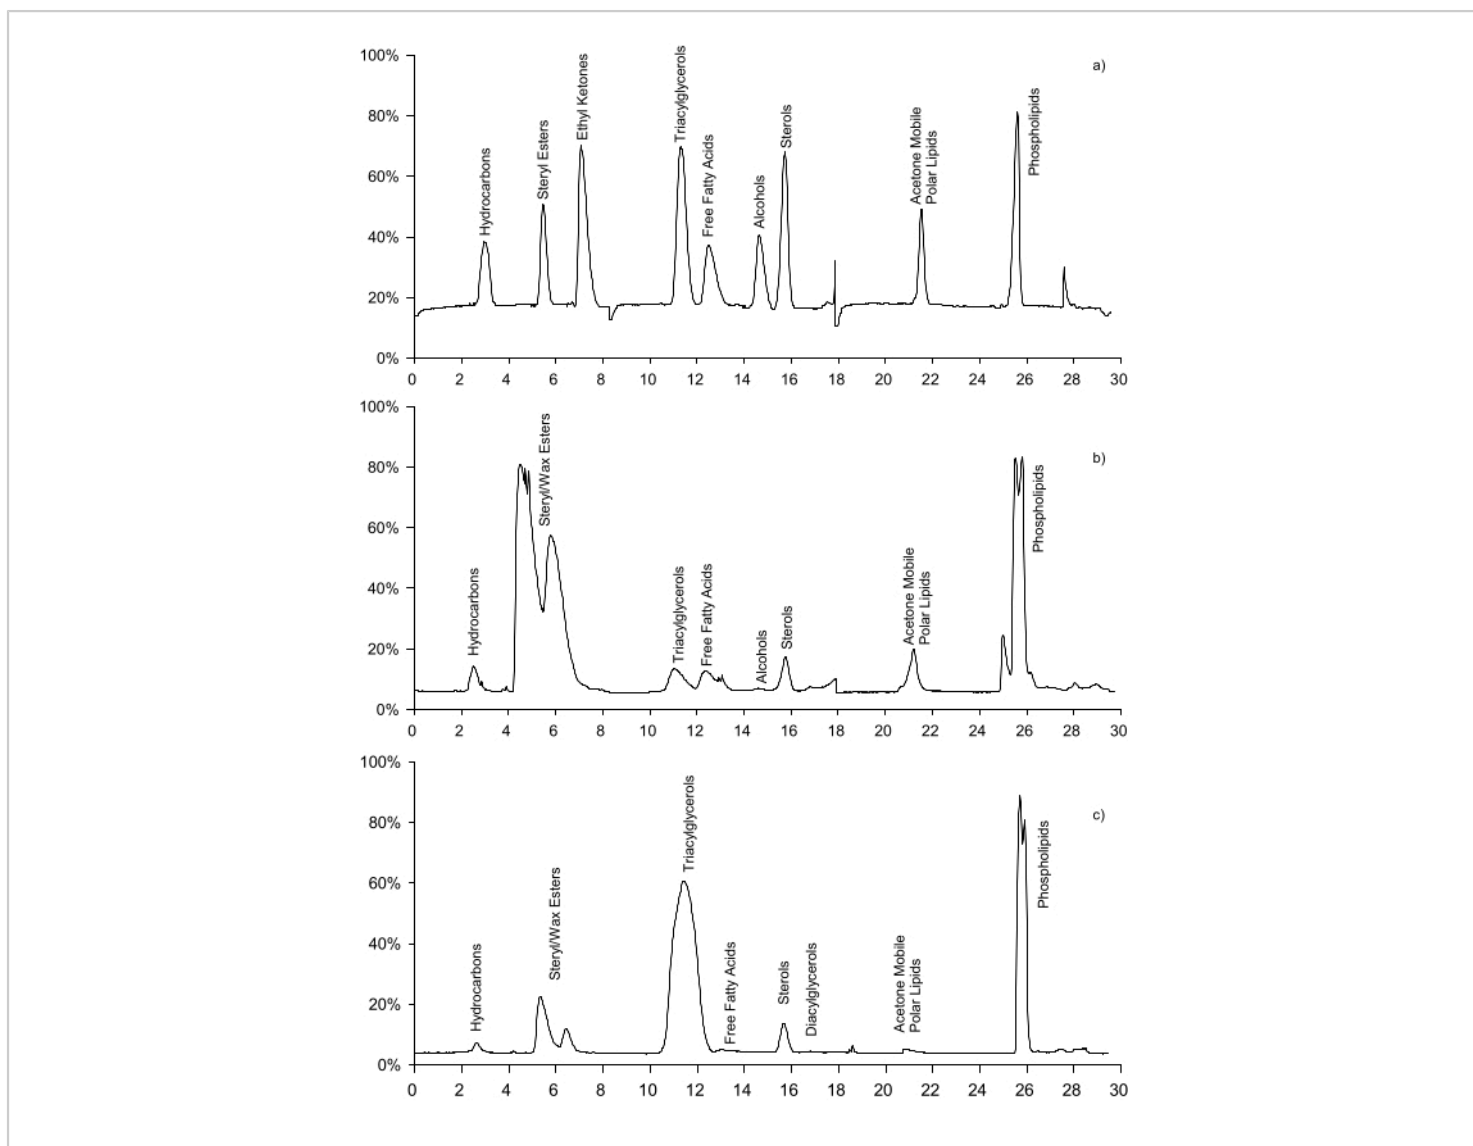 100%
80%
60%
40%
20%
0%
Hydrocarbons
Steryl Esters
Ethyl Ketones
Triacylglycerols
Free Fatty Acids
Alcohols
Sterols
Acetone Mobile
Polar Lipids
Phospholipids
a)
0 2 4 6 8 10 12 14 16 18 20 22 24 26 28 30
100%
80%
60%
40%
20%
0%
Hydrocarbons
Steryl/Wax Esters
Triacylglycerols
Free Fatty Acids
Alcohols
Sterols
Acetone Mobile
Polar Lipids
Phospholipids
b)
0 2 4 6 8 10 12 14 16 18 20 22 24 26 28 30
100%
80%
60%
40%
20%
0%
Hydrocarbons
Steryl/Wax Esters
Triacylglycerols
Free Fatty Acids
Sterols
Diacylglycerols
Acetone Mobile
Polar Lipids
Phospholipids
c)
0 2 4 6 8 10 12 14 16 18 20 22 24 26 28 30